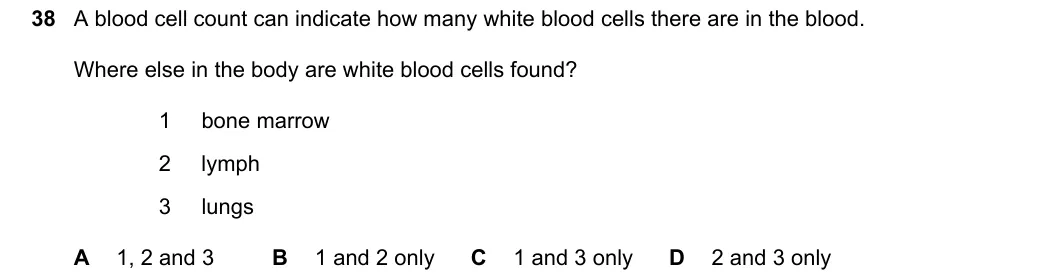 38 A blood cell count can indicate how many white blood cells there are in the blood.
Where else in the body are white blood cells found?
1 bone marrow
2 lymph
3 lungs
A 1, 2 and 3 B 1 and 2 only C 1 and 3 only D 2 and 3 only